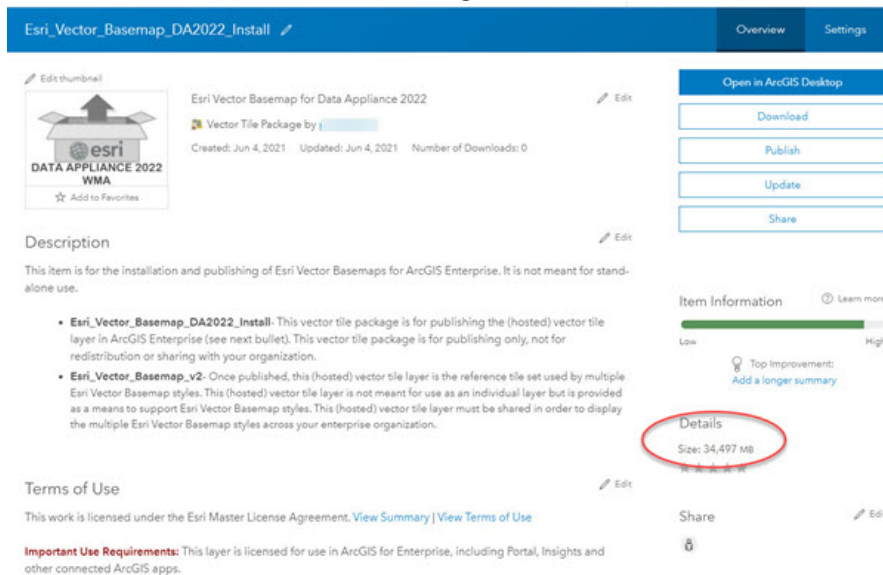 Esri_Vector_Basemap_DA2022_Install
Overview
Settings
Edit thumbnail
esri
DATA APPLIANCE 2022
WMA
Add to Favorites
Esri Vector Basemap for Data Appliance 2022
Edit
Vector Tile Package by
Created: Jun 4, 2021 Updated: Jun 4, 2021 Number of Downloads: 0
Open in ArcGIS Desktop
Download
Publish
Update
Share
Description
Edit
This item is for the installation and publishing of Esri Vector Basemaps for ArcGIS Enterprise. It is not meant for stand-
alone use.
• Esri_Vector_Basemap_DA2022_Install- This vector tile package is for publishing the (hosted) vector tile
layer in ArcGIS Enterprise (see next bullet). This vector tile package is for publishing only, not for
redistribution or sharing with your organization.
• Esri_Vector_Basemap_v2- Once published, this (hosted) vector tile layer is the reference tile set used by multiple
Esri Vector Basemap styles. This (hosted) vector tile layer is not meant for use as an individual layer but is provided
as a means to support Esri Vector Basemap styles. This (hosted) vector tile layer must be shared in order to display
the multiple Esri Vector Basemap styles across your enterprise organization.
Item Information
Learn more
Low
High
Top Improvement:
Add a longer summary
Details
Size: 34,497 MB
Terms of Use
Edit
This work is licensed under the Esri Master License Agreement. View Summary | View Terms of Use
Important Use Requirements: This layer is licensed for use in ArcGIS for Enterprise, including Portal, Insights and
other connected ArcGIS apps.
Share